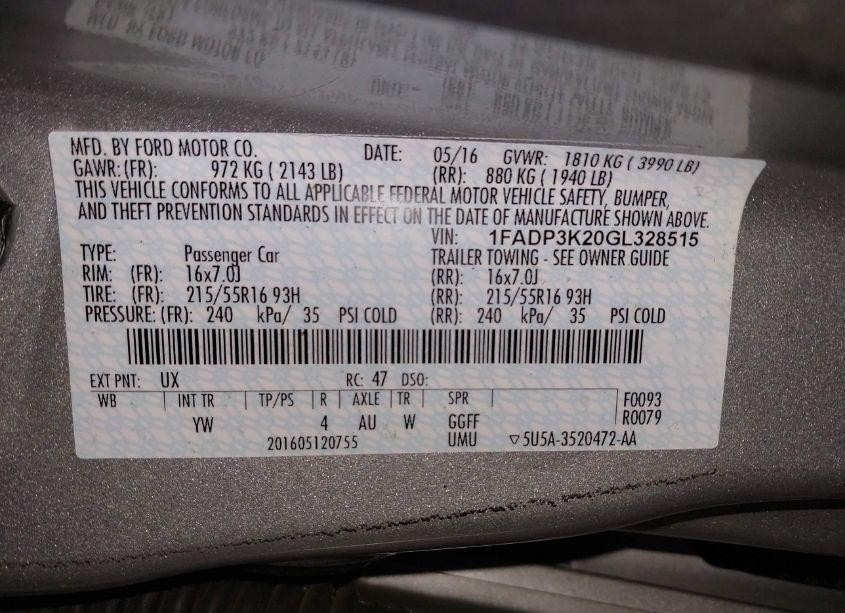 MFD. BY FORD MOTOR CO. DATE: 05/16 GVWR: 1810 KG ( 3990 LB)
GAWR: (FR): 972 KG ( 2143 LB) (RR): 880 KG ( 1940 LB)
THIS VEHICLE CONFORMS TO ALL APPLICABLE FEDERAL MOTOR VEHICLE SAFETY, BUMPER,
AND THEFT PREVENTION STANDARDS IN EFFECT ON THE DATE OF MANUFACTURE SHOWN ABOVE.
VIN: 1FADP3K20GL328515
TYPE: Passenger Car TRAILER TOWING - SEE OWNER GUIDE
RIM: (FR): 16x7.0J (RR): 16x7.0J
TIRE: (FR): 215/55R16 93H (RR): 215/55R16 93H
PRESSURE: (FR): 240 kPa/ 35 PSI COLD (RR): 240 kPa/ 35 PSI COLD
EXT PNT: UX RC: 47 DSO:
WB INT TR TP/PS R AXLE TR SPR F0093
YW 4 AU W GGFF R0079
201605120755 UMU ▽5U5A-3520472-AA